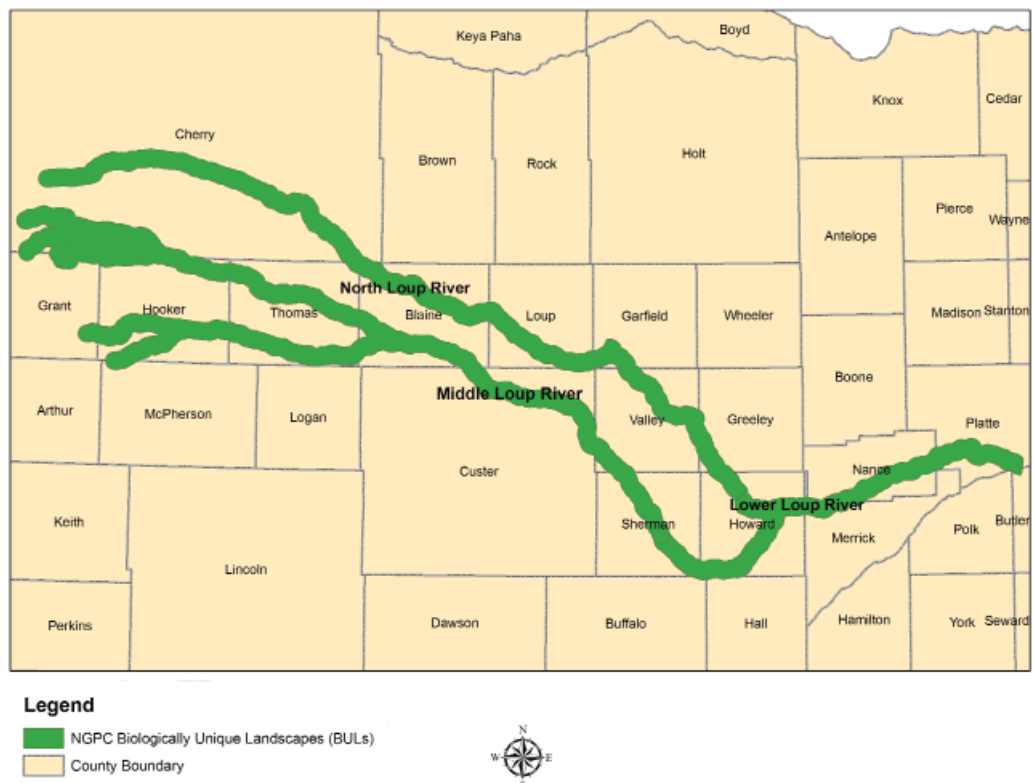 Keya Paha
Boyd
Knox
Cedar
Cherry
Brown
Rock
Holt
Pierce
Wayne
Antelope
North Loup River
Grant
Hooker
Thomas
Blaine
Loup
Garfield
Wheeler
Madison
Stanton
Boone
Middle Loup River
Arthur
McPherson
Logan
Valley
Greeley
Platte
Custer
Nance
Lower Loup River
Keith
Sherman
Howard
Merrick
Polk
Butler
Lincoln
Perkins
Dawson
Buffalo
Hall
Hamilton
York
Seward
Legend
NGPC Biologically Unique Landscapes (BULs)
County Boundary
N
W
E